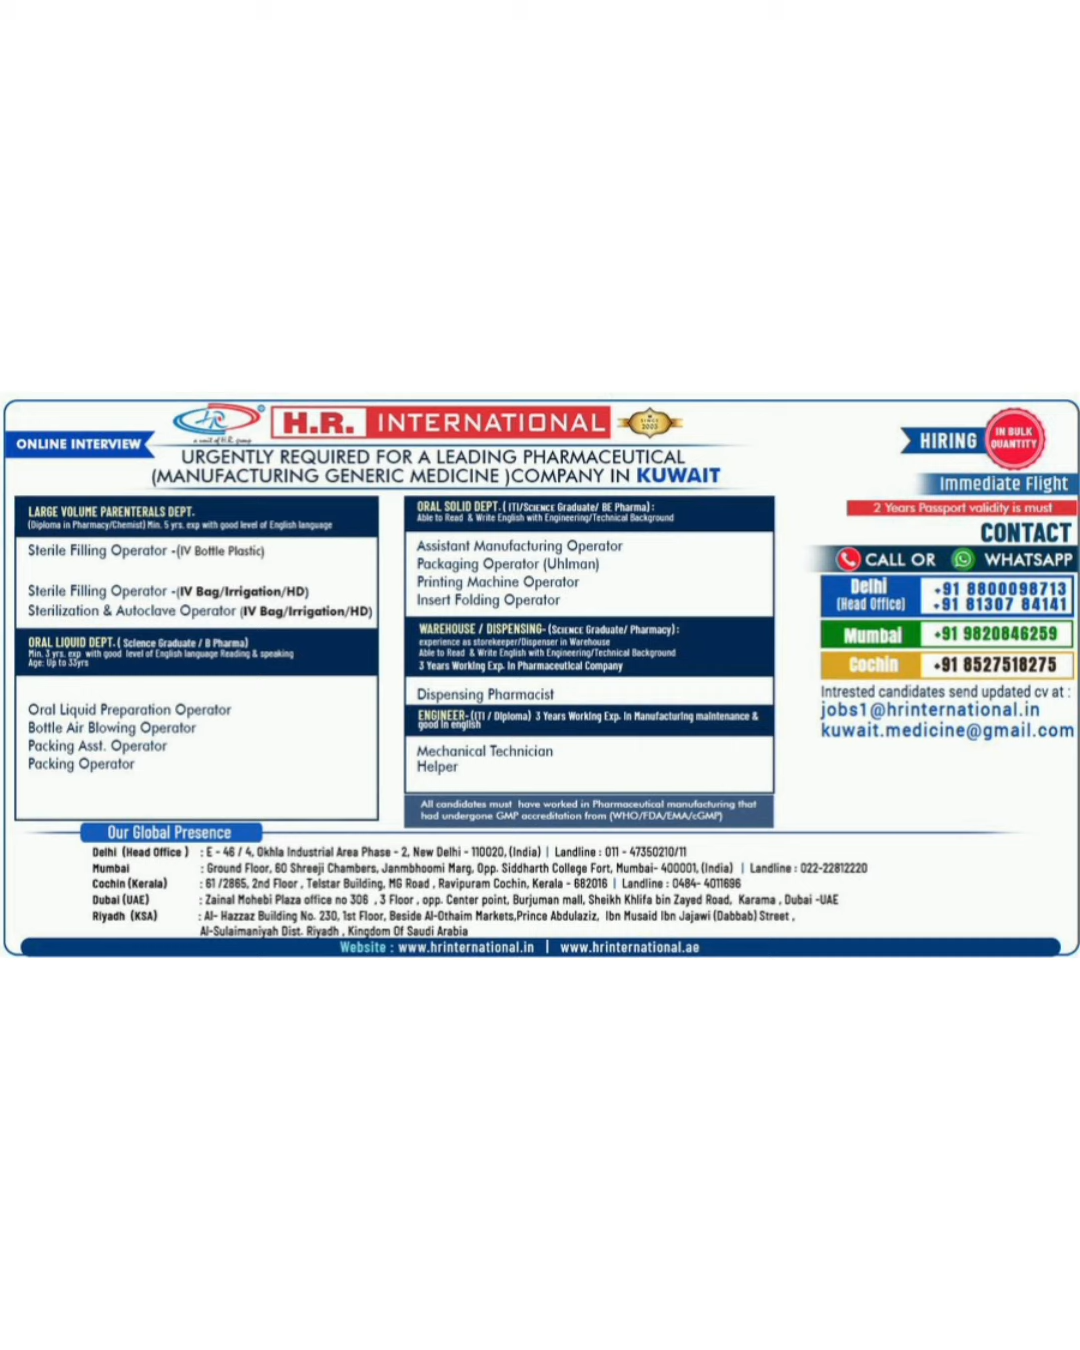 HR
a unit of H.R. group
H.R. INTERNATIONAL
SINCE
2003
ONLINE INTERVIEW
URGENTLY REQUIRED FOR A LEADING PHARMACEUTICAL
(MANUFACTURING GENERIC MEDICINE )COMPANY IN KUWAIT
HIRING
IN BULK
QUANTITY
Immediate Flight
2 Years Passport validity is must
LARGE VOLUME PARENTERALS DEPT.
(Diploma in Pharmacy/Chemist) Min. 5 yrs. exp with good level of English language
Sterile Filling Operator -(IV Bottle Plastic)
Sterile Filling Operator -(IV Bag/Irrigation/HD)
Sterilization & Autoclave Operator (IV Bag/Irrigation/HD)
ORAL LIQUID DEPT. ( Science Graduate / B Pharma)
Min. 3 yrs. exp with good level of English language Reading & speaking
Age: Up to 33yrs
Oral Liquid Preparation Operator
Bottle Air Blowing Operator
Packing Asst. Operator
Packing Operator
ORAL SOLID DEPT. ( ITI/SCIENCE Graduate/ BE Pharma) :
Able to Read & Write English with Engineering/Technical Background
Assistant Manufacturing Operator
Packaging Operator (Uhlman)
Printing Machine Operator
Insert Folding Operator
WAREHOUSE / DISPENSING- (SCIENCE Graduate/ Pharmacy) :
experience as storekeeper/Dispenser in Warehouse
Able to Read & Write English with Engineering/Technical Background
3 Years Working Exp. In Pharmaceutical Company
Dispensing Pharmacist
ENGINEER- (ITI / Diploma) 3 Years Working Exp. In Manufacturing maintenance &
good in english
Mechanical Technician
Helper
All candidates must have worked in Pharmaceutical manufacturing that
had undergone GMP accreditation from (WHO/FDA/EMA/cGMP)
CONTACT
CALL OR WHATSAPP
Delhi
(Head Office)
+91 8800098713
+91 81307 84141
Mumbai +91 9820846259
Cochin +91 8527518275
Intrested candidates send updated cv at :
jobs1@hrinternational.in
kuwait.medicine@gmail.com
Our Global Presence
Delhi (Head Office ) : E - 46 / 4, Okhla Industrial Area Phase - 2, New Delhi - 110020, (India) | Landline : 011 - 47350210/11
Mumbai : Ground Floor, 60 Shreeji Chambers, Janmbhoomi Marg, Opp. Siddharth College Fort, Mumbai- 400001, (India) | Landline : 022-22812220
Cochin (Kerala) : 61 /2865, 2nd Floor , Telstar Building, MG Road , Ravipuram Cochin, Kerala - 682016 | Landline : 0484- 4011696
Dubai (UAE) : Zainal Mohebi Plaza office no 306 , 3 Floor , opp. Center point, Burjuman mall, Sheikh Khlifa bin Zayed Road, Karama , Dubai -UAE
Riyadh (KSA) : Al- Hazzaz Building No. 230, 1st Floor, Beside Al-Othaim Markets,Prince Abdulaziz, Ibn Musaid Ibn Jajawi (Dabbab) Street ,
Al-Sulaimaniyah Dist. Riyadh , Kingdom Of Saudi Arabia
Website : www.hrinternational.in | www.hrinternational.ae